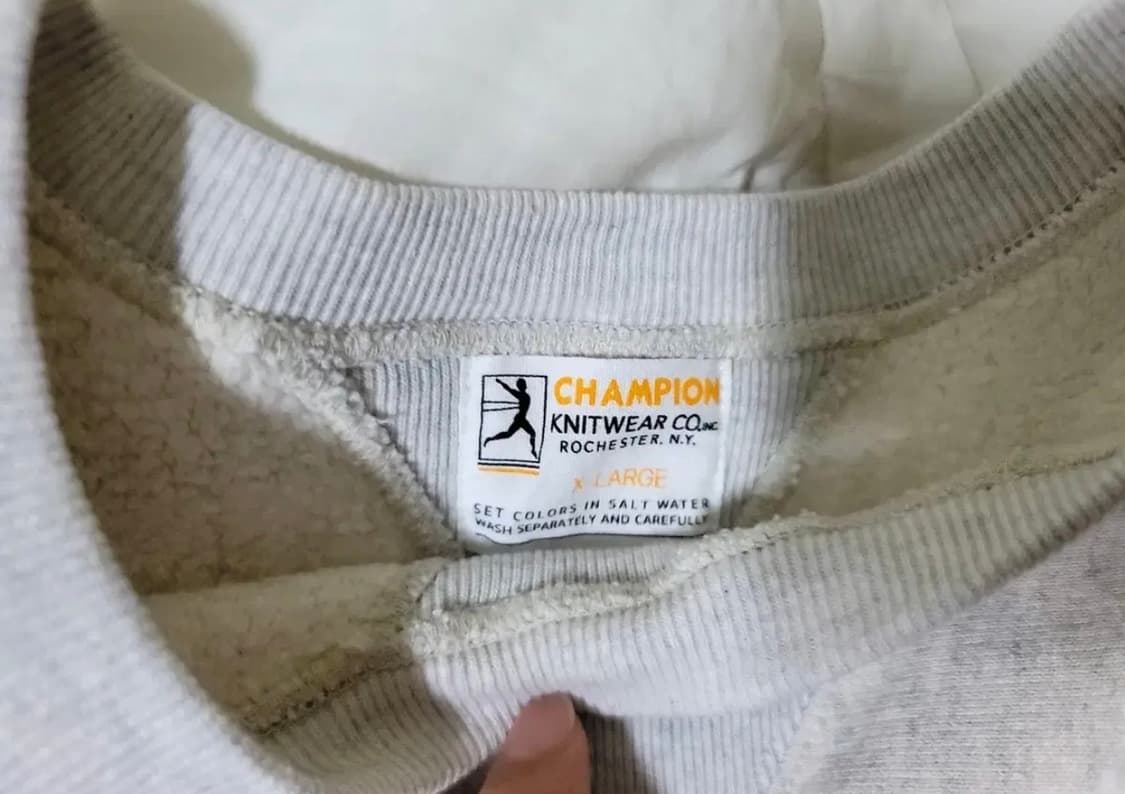 CHAMPION
KNITWEAR CO. INC.
ROCHESTER. N.Y.
X LARGE
SET COLORS IN SALT WATER
WASH SEPARATELY AND CAREFULLY